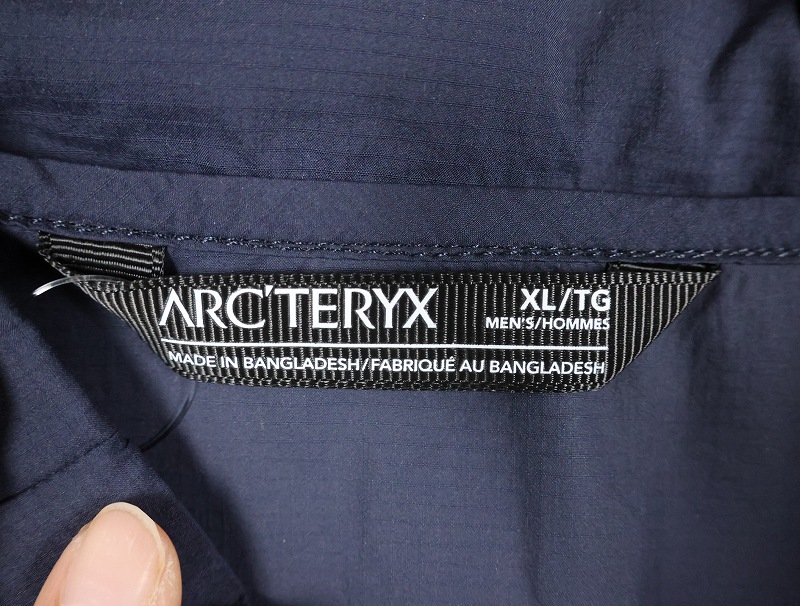 ARC'TERYX
XL/TG
MEN'S/HOMMES
MADE IN BANGLADESH/FABRIQUÉ AU BANGLADESH